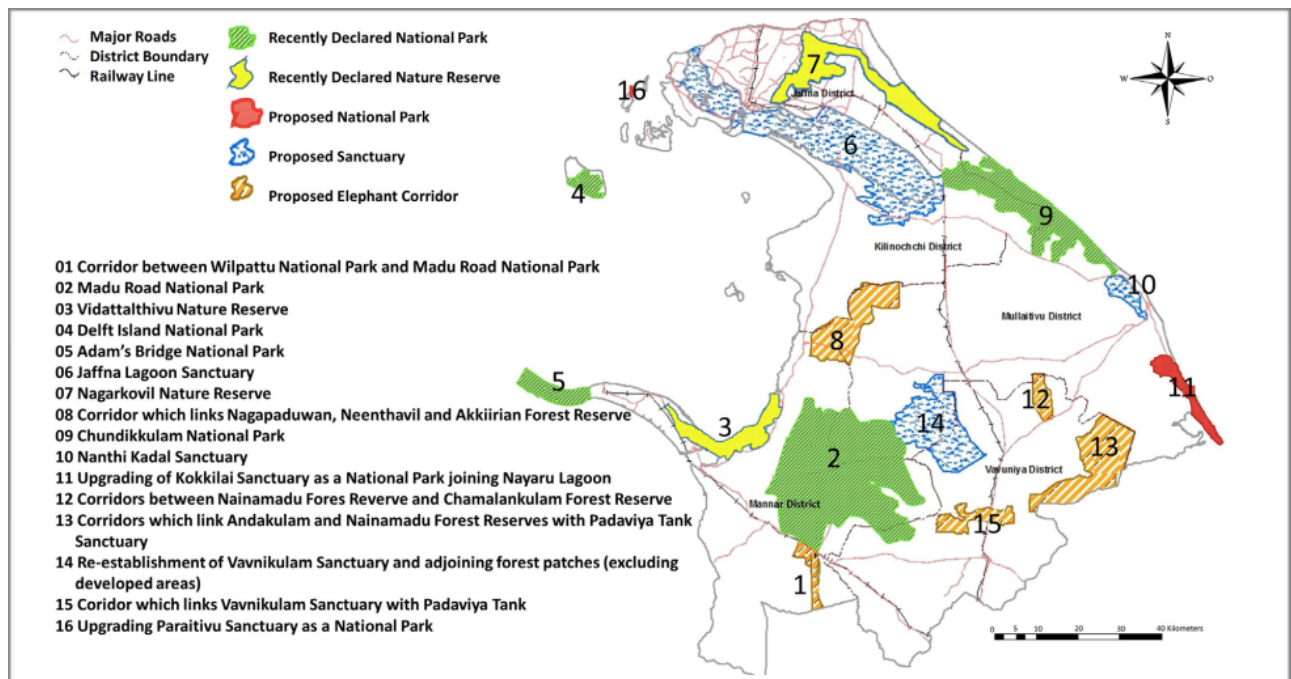 Major Roads
District Boundary
Railway Line
Recently Declared National Park
Recently Declared Nature Reserve
Proposed National Park
Proposed Sanctuary
Proposed Elephant Corridor
01 Corridor between Wilpattu National Park and Madu Road National Park
02 Madu Road National Park
03 Vidattalthivu Nature Reserve
04 Delft Island National Park
05 Adam's Bridge National Park
06 Jaffna Lagoon Sanctuary
07 Nagarkovil Nature Reserve
08 Corridor which links Nagapaduwan, Neenthavil and Akkiirian Forest Reserve
09 Chundikkulam National Park
10 Nanthi Kadal Sanctuary
11 Upgrading of Kokkilai Sanctuary as a National Park joining Nayaru Lagoon
12 Corridors between Nainamadu Fores Reverve and Chamalankulam Forest Reserve
13 Corridors which link Andakulam and Nainamadu Forest Reserves with Padaviya Tank
Sanctuary
14 Re-establishment of Vavnikulam Sanctuary and adjoining forest patches (excluding
developed areas)
15 Coridor which links Vavnikulam Sanctuary with Padaviya Tank
16 Upgrading Paraitivu Sanctuary as a National Park
N
W
O
S
7
Jaffna District
16
6
4
9
Kilinochchi District
10
Mullaitivu District
8
5
11
12
3
14
13
2
Vavuniya District
Mannar District
15
1
0 5 10 20 30 40 Kilometers